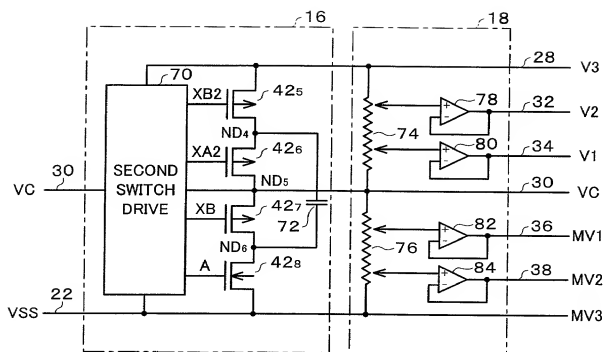 16
18
70
28
V3
XB2
42₅
78
32
V2
ND₄
74
80
34
V1
XA2
42₆
SECOND
SWITCH
DRIVE
ND₅
VC
30
30
VC
XB
42₇
72
82
36
MV1
ND₆
76
A
42₈
84
38
MV2
VSS
22
MV3